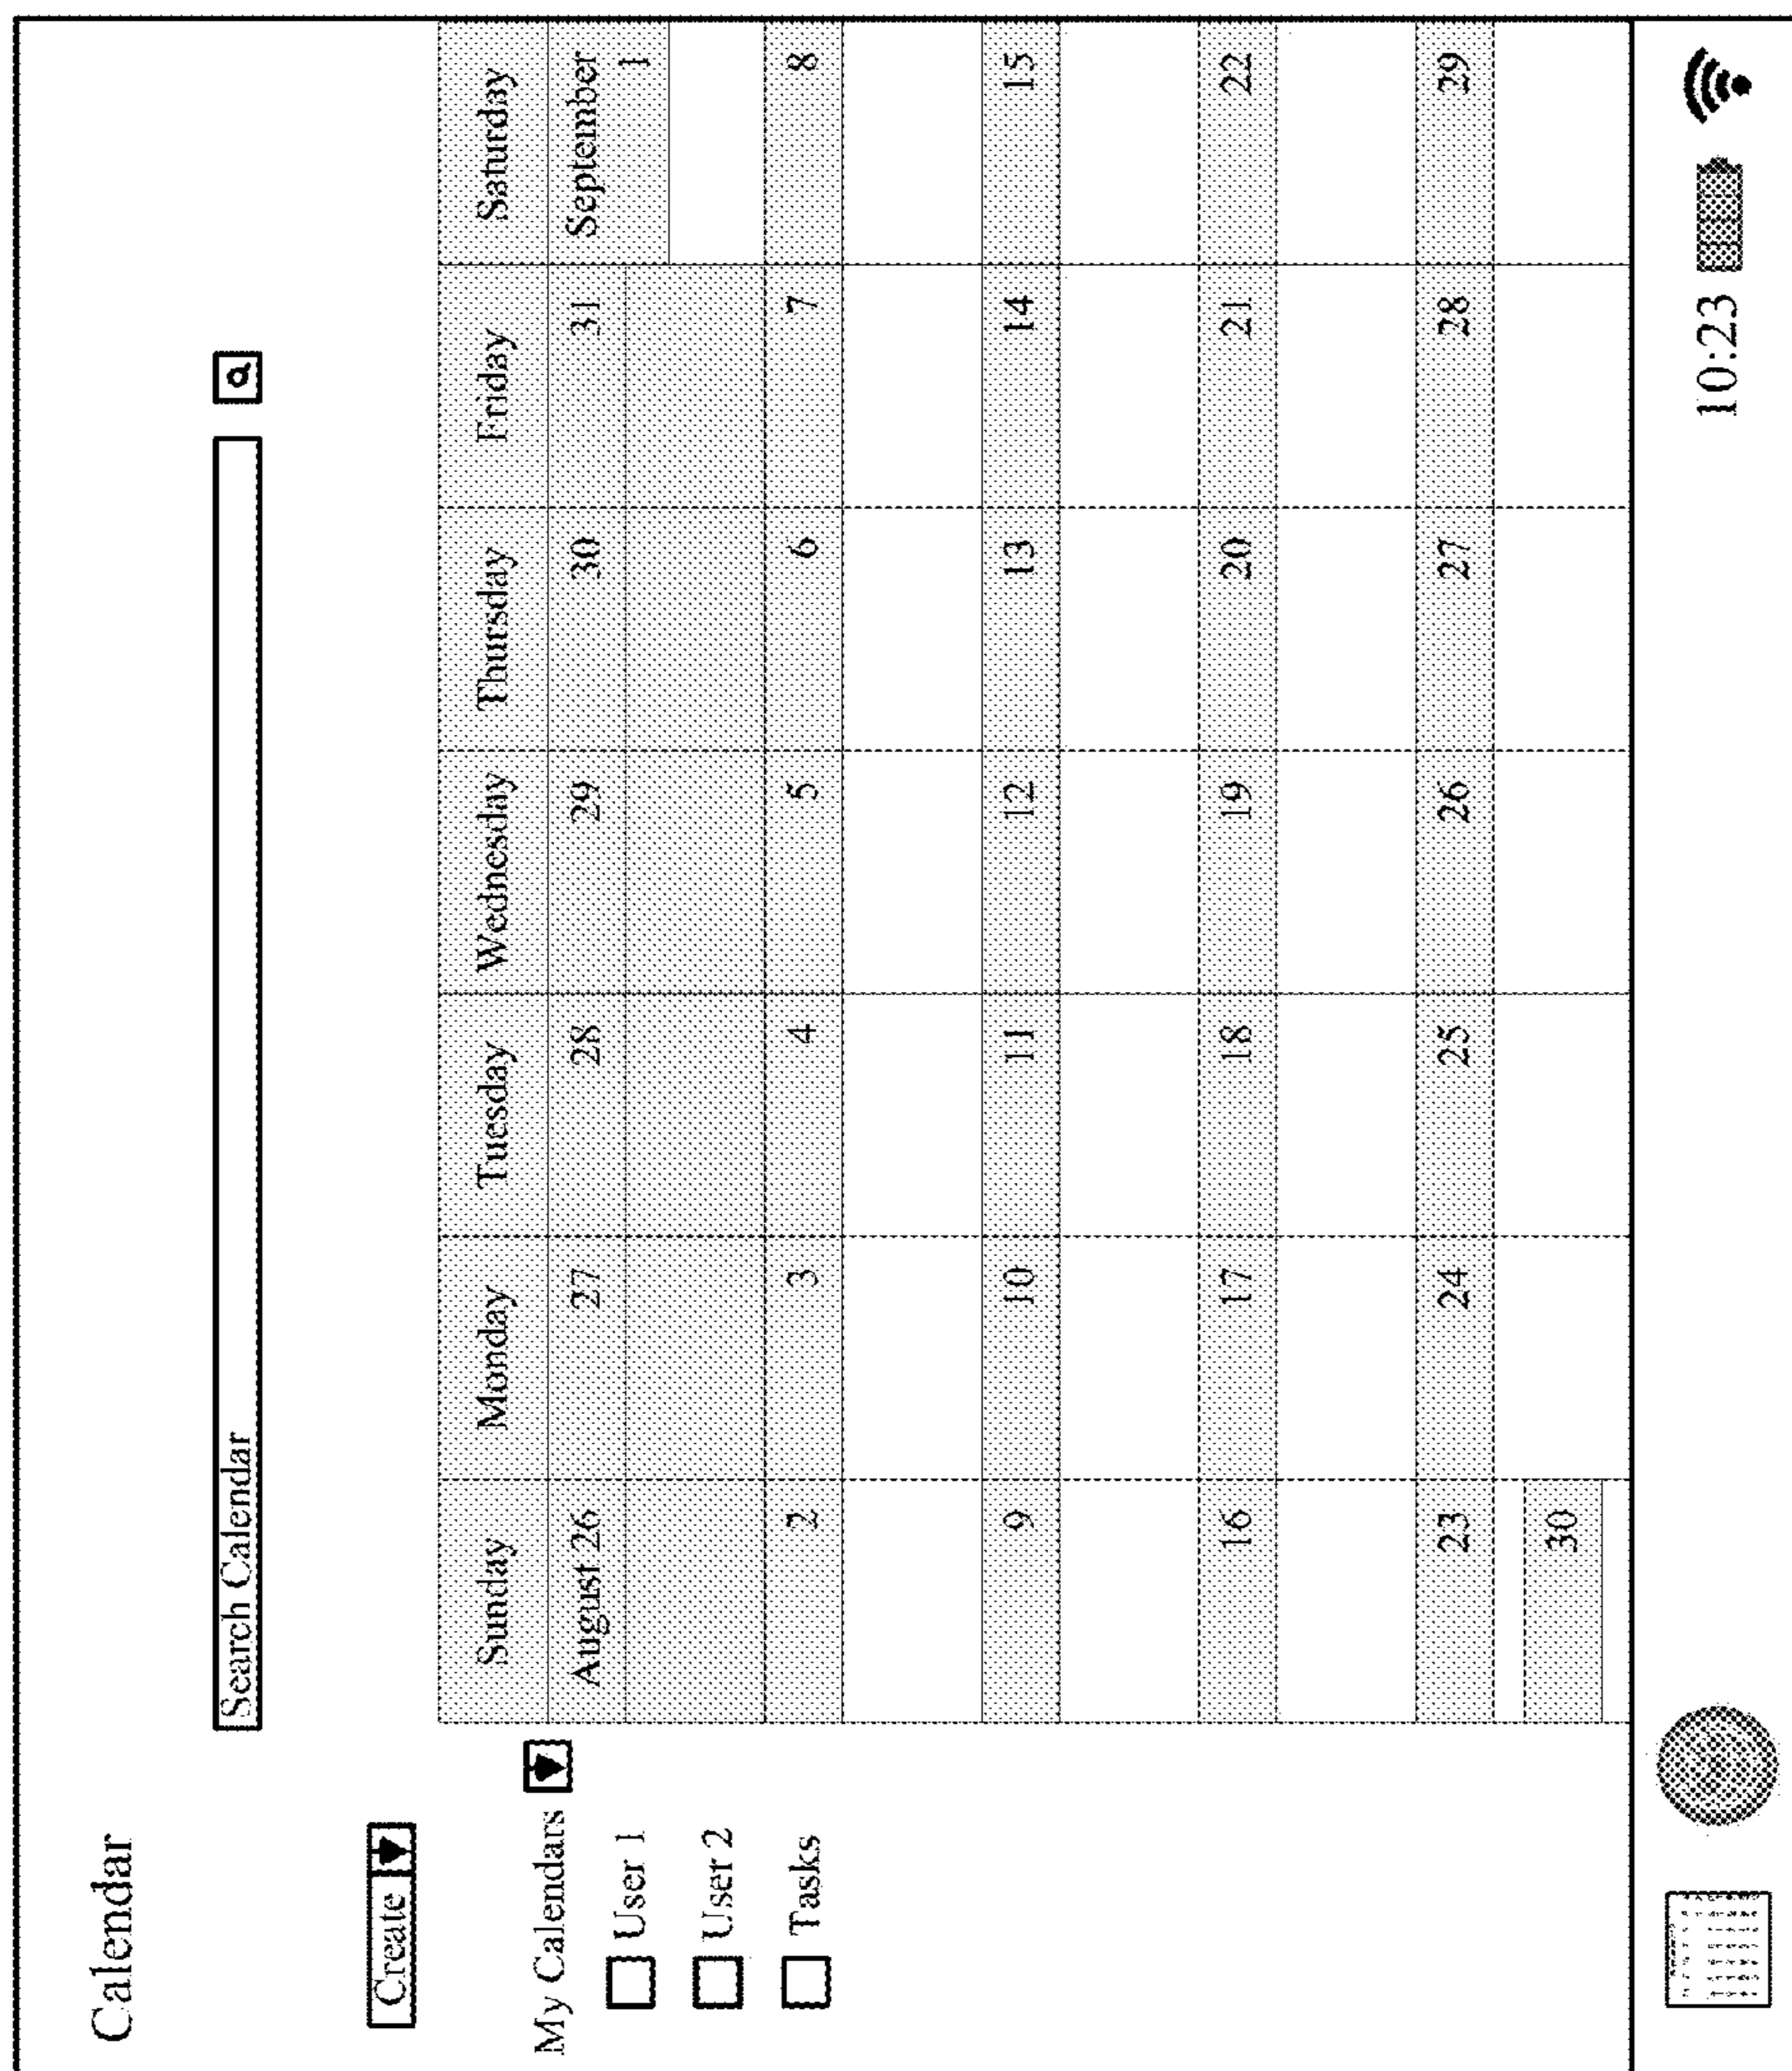 Calendar
Search Calendar
Create
My Calendars
User 1
User 2
Tasks
Sunday Monday Tuesday Wednesday Thursday Friday Saturday
August 26 27 28 29 30 31 September
1
2 3 4 5 6 7 8
9 10 11 12 13 14 15
16 17 18 19 20 21 22
23 24 25 26 27 28 29
30
10:23